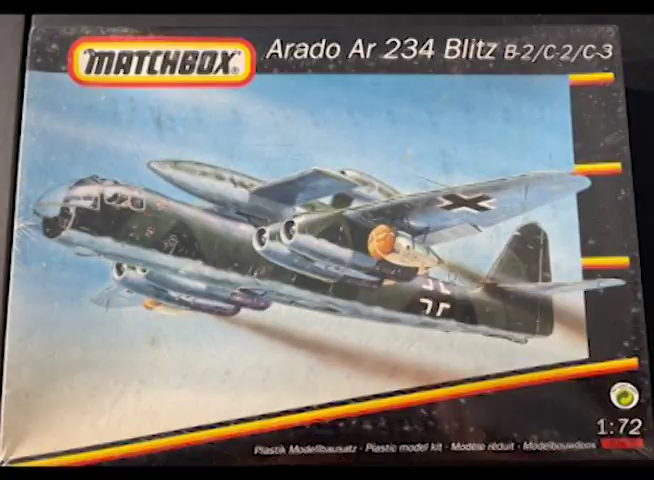 MATCHBOX®
Arado Ar 234 Blitz B-2/C-2/C-3
1:72
Plastik Modellbausatz · Plastic model kit · Modèle réduit · Modelbouwdoos